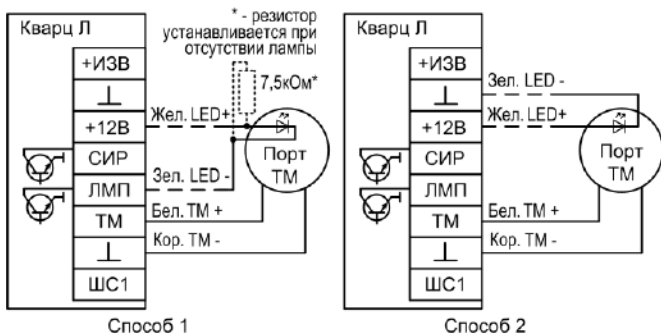 Кварц Л
* - резистор
устанавливается при
отсутствии лампы
7,5кОм*
+ИЗВ
⊥
+12В
СИР
ЛМП
ТМ
⊥
ШС1
Жел. LED+
Зел. LED -
Бел. ТМ +
Кор. ТМ -
Порт
ТМ
Способ 1
Кварц Л
+ИЗВ
⊥
+12В
СИР
ЛМП
ТМ
⊥
ШС1
Зел. LED -
Жел. LED+
Бел. ТМ +
Кор. ТМ -
Порт
ТМ
Способ 2